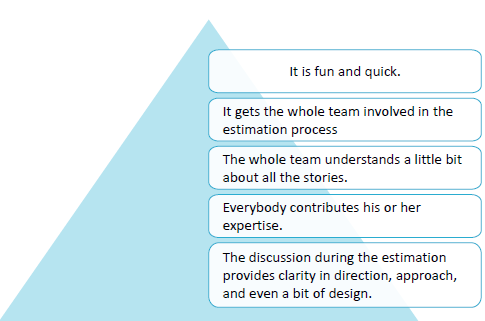 It is fun and quick.
It gets the whole team involved in the
estimation process
The whole team understands a little bit
about all the stories.
Everybody contributes his or her
expertise.
The discussion during the estimation
provides clarity in direction, approach,
and even a bit of design.